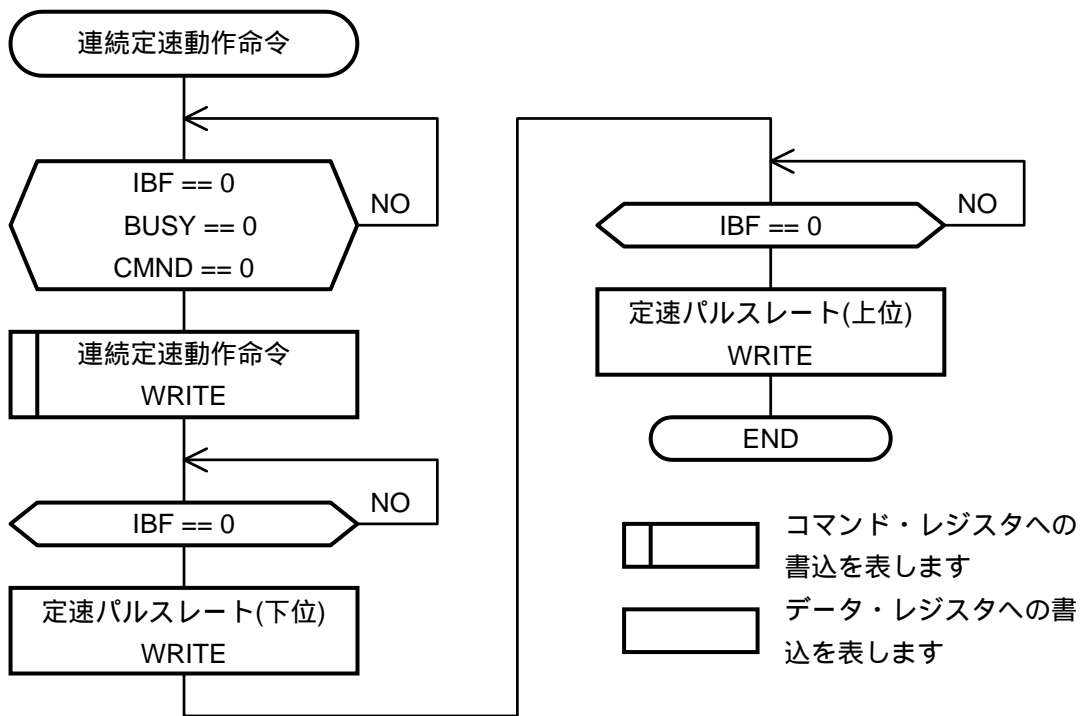 連続定速動作命令
IBF == 0
BUSY == 0
CMND == 0
NO
連続定速動作命令
WRITE
IBF == 0
NO
定速パルスレート(下位)
WRITE
IBF == 0
NO
定速パルスレート(上位)
WRITE
END
コマンド・レジスタへの
書込を表します
データ・レジスタへの書
込を表します